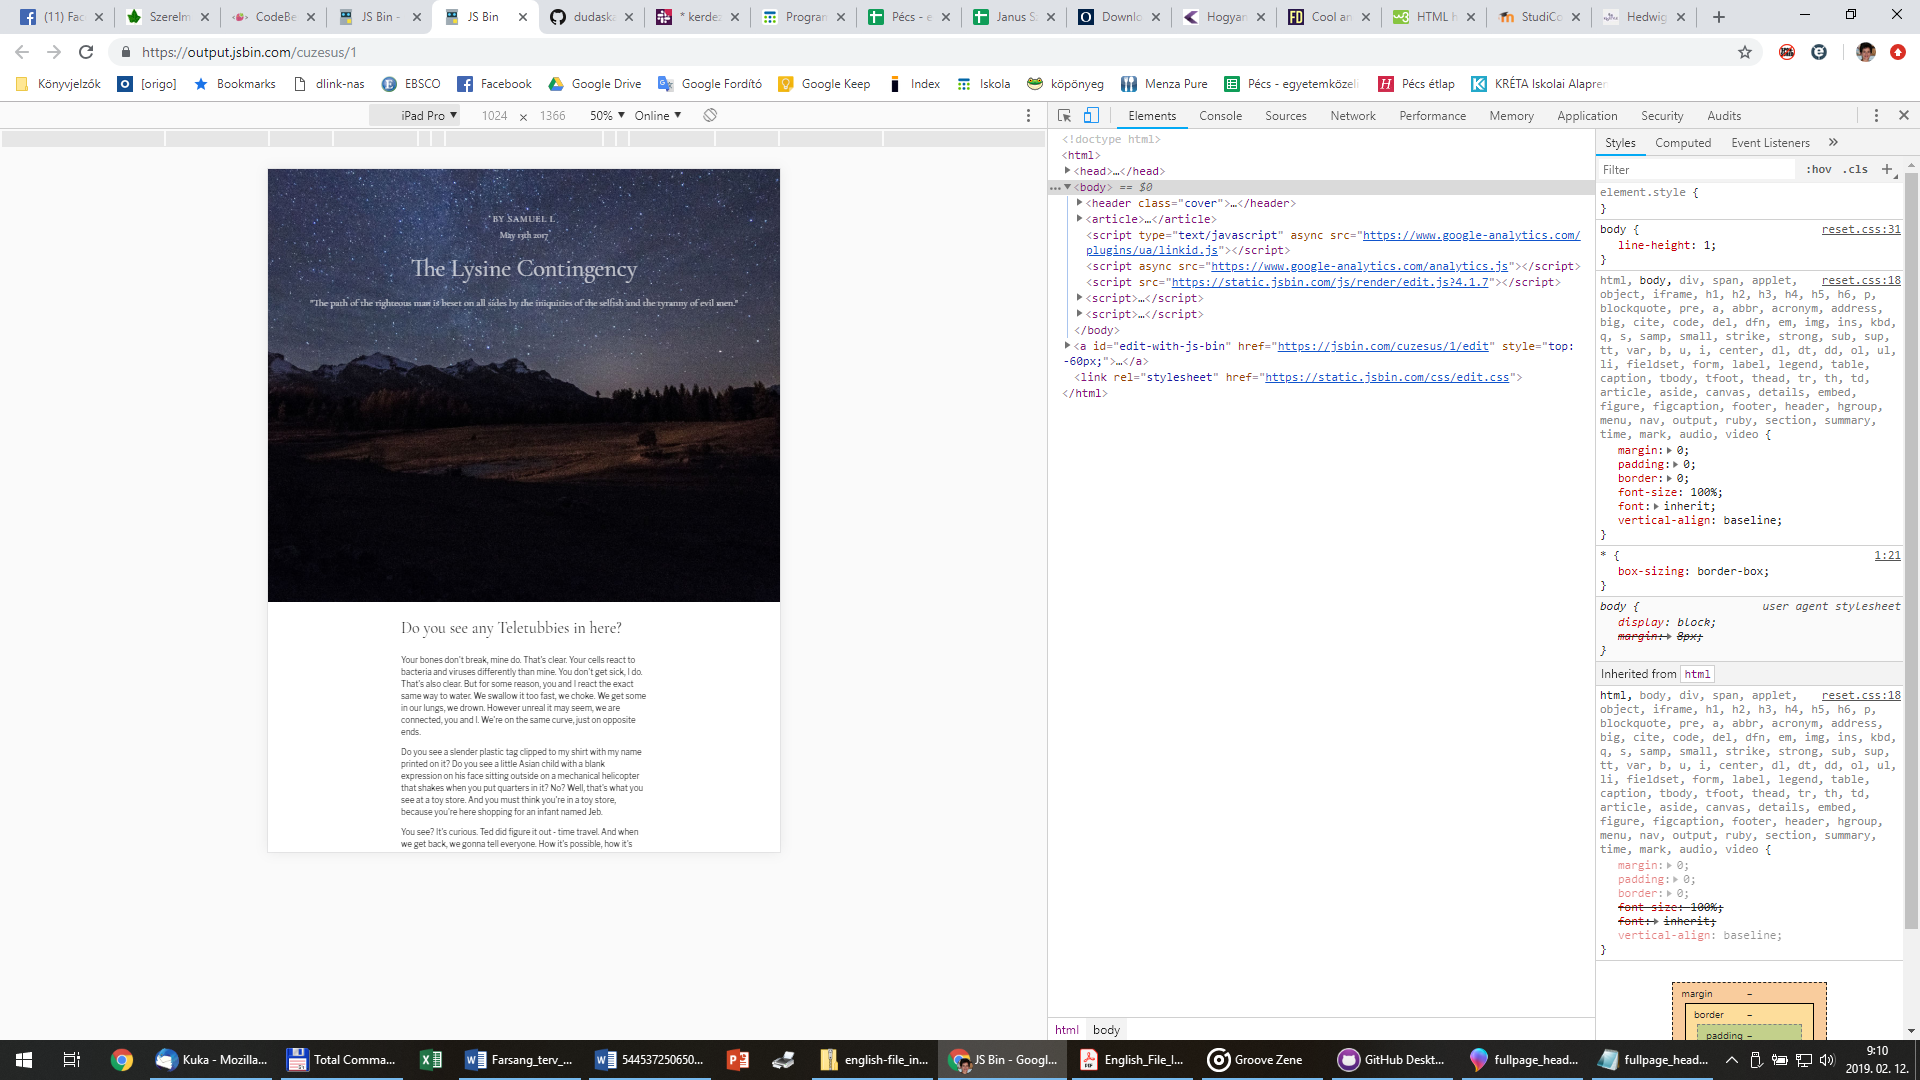 (11) Fac
Szerelm
CodeBe
JS Bin -
JS Bin
dudaska
* kerdez
Program
Pécs - e
Janus Sz
Downlo
Hogyan
Cool an
HTML h
StudiCo
Hedwig
https://output.jsbin.com/cuzesus/1
Könyvjelzők
[origo]
Bookmarks
dlink-nas
EBSCO
Facebook
Google Drive
Google Fordító
Google Keep
Index
Iskola
köpönyeg
Menza Pure
Pécs - egyetemközeli
Pécs étlap
KRÉTA Iskolai Alapren
iPad Pro ▼ 1024 × 1366 50% ▼ Online ▼
BY SAMUEL L
May 15th 2017
The Lysine Contingency
"The path of the righteous man is beset on all sides by the iniquities of the selfish and the tyranny of evil men."
Do you see any Teletubbies in here?
Your bones don't break, mine do. That's clear. Your cells react to
bacteria and viruses differently than mine. You don't get sick, I do.
That's also clear. But for some reason, you and I react the exact
same way to water. We swallow it too fast, we choke. We get some
in our lungs, we drown. However unreal it may seem, we are
connected, you and I. We're on the same curve, just on opposite
ends.
Do you see a slender plastic tag clipped to my shirt with my name
printed on it? Do you see a little Asian child with a blank
expression on his face sitting outside on a mechanical helicopter
that shakes when you put quarters in it? No? Well, that's what you
see at a toy store. And you must think you're in a toy store,
because you're here shopping for an infant named Jeb.
You see? It's curious. Ted did figure it out - time travel. And when
we get back, we gonna tell everyone. How it's possible, how it's
Elements Console Sources Network Performance Memory Application Security Audits
<!doctype html>
<html>
<head>…</head>
<body> == $0
<header class="cover">…</header>
<article>…</article>
<script type="text/javascript" async src="https://www.google-analytics.com/
plugins/ua/linkid.js"></script>
<script async src="https://www.google-analytics.com/analytics.js"></script>
<script src="https://static.jsbin.com/js/render/edit.js?4.1.7"></script>
<script>…</script>
<script>…</script>
</body>
<a id="edit-with-js-bin" href="https://jsbin.com/cuzesus/1/edit" style="top:
-60px;">…</a>
<link rel="stylesheet" href="https://static.jsbin.com/css/edit.css">
</html>
html body
Styles Computed Event Listeners »
Filter :hov .cls +
element.style {
}
body { reset.css:31
line-height: 1;
}
html, body, div, span, applet, reset.css:18
object, iframe, h1, h2, h3, h4, h5, h6, p,
blockquote, pre, a, abbr, acronym, address,
big, cite, code, del, dfn, em, img, ins, kbd,
q, s, samp, small, strike, strong, sub, sup,
tt, var, b, u, i, center, dl, dt, dd, ol, ul,
li, fieldset, form, label, legend, table,
caption, tbody, tfoot, thead, tr, th, td,
article, aside, canvas, details, embed,
figure, figcaption, footer, header, hgroup,
menu, nav, output, ruby, section, summary,
time, mark, audio, video {
margin: 0;
padding: 0;
border: 0;
font-size: 100%;
font: inherit;
vertical-align: baseline;
}
* { 1:21
box-sizing: border-box;
}
body { user agent stylesheet
display: block;
margin: 8px;
}
Inherited from html
html, body, div, span, applet, reset.css:18
object, iframe, h1, h2, h3, h4, h5, h6, p,
blockquote, pre, a, abbr, acronym, address,
big, cite, code, del, dfn, em, img, ins, kbd,
q, s, samp, small, strike, strong, sub, sup,
tt, var, b, u, i, center, dl, dt, dd, ol, ul,
li, fieldset, form, label, legend, table,
caption, tbody, tfoot, thead, tr, th, td,
article, aside, canvas, details, embed,
figure, figcaption, footer, header, hgroup,
menu, nav, output, ruby, section, summary,
time, mark, audio, video {
margin: 0;
padding: 0;
border: 0;
font-size: 100%;
font: inherit;
vertical-align: baseline;
}
margin –
border –
padding –
Kuka - Mozilla...
Total Comma...
Farsang_terv_...
544537250650...
english-file_in...
JS Bin - Googl...
English_File_I...
Groove Zene
GitHub Deskt...
fullpage_head...
fullpage_head...
9:10
2019. 02. 12.